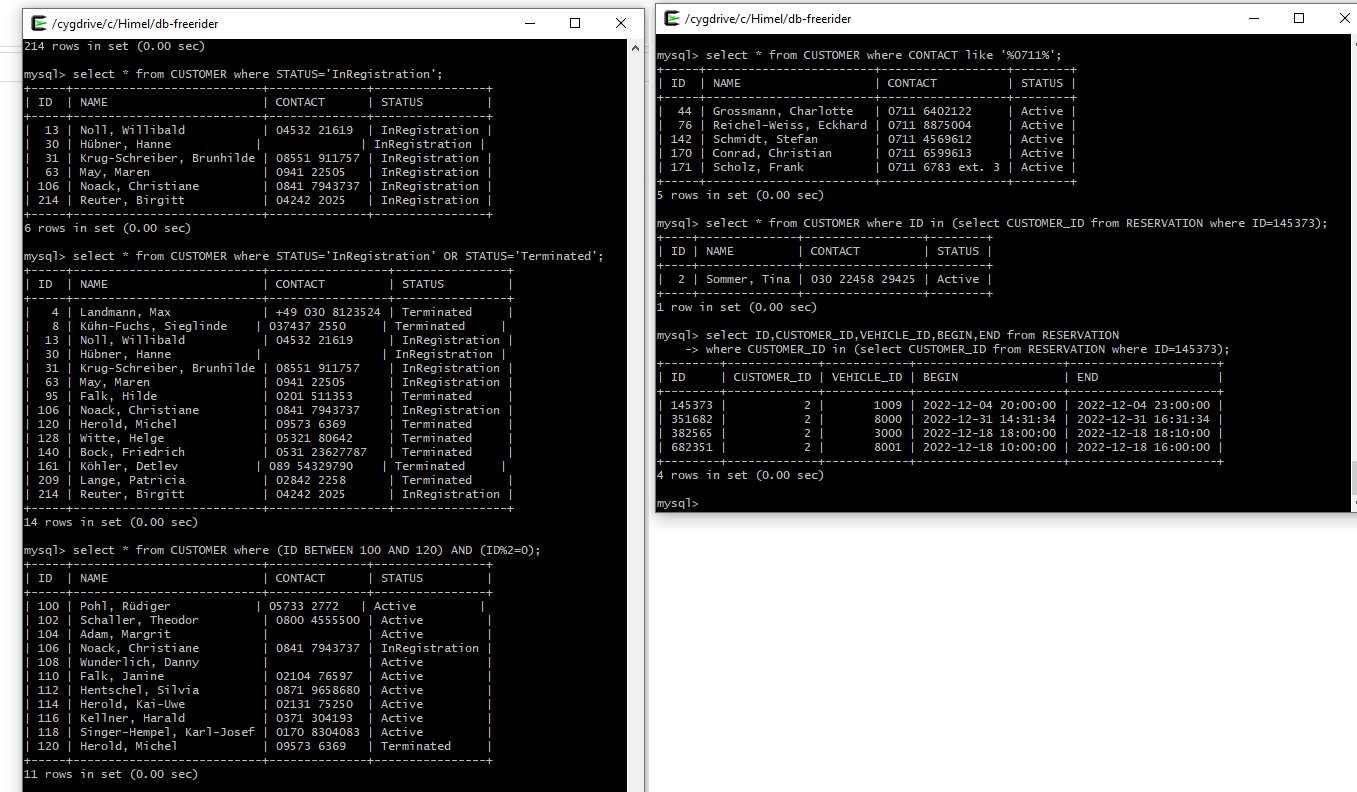 /cygdrive/c/Himel/db-freerider
214 rows in set (0.00 sec)
mysql> select * from CUSTOMER where STATUS='InRegistration';
+-----+-------------------------+-------------+----------------+
| ID  | NAME                    | CONTACT     | STATUS         |
+-----+-------------------------+-------------+----------------+
|  13 | Noll, Willibald         | 04532 21619  | InRegistration |
|  30 | Hübner, Hanne            |              | InRegistration |
|  31 | Krug-Schreiber, Brunhilde | 08551 911757 | InRegistration |
|  63 | May, Maren              | 0941 22505   | InRegistration |
| 106 | Noack, Christiane       | 0841 7943737 | InRegistration |
| 214 | Reuter, Birgitt         | 04242 2025   | InRegistration |
+-----+-------------------------+-------------+----------------+
6 rows in set (0.00 sec)
mysql> select * from CUSTOMER where STATUS='InRegistration' OR STATUS='Terminated';
+-----+---------------------------+-----------------+----------------+
| ID  | NAME                      | CONTACT         | STATUS         |
+-----+---------------------------+-----------------+----------------+
|   4 | Landmann, Max             | +49 030 8123524 | Terminated     |
|   8 | Kühn-Fuchs, Sieglinde    | 037437 2550     | Terminated     |
|  13 | Noll, Willibald           | 04532 21619     | InRegistration |
|  30 | Hübner, Hanne            |                 | InRegistration |
|  31 | Krug-Schreiber, Brunhilde | 08551 911757    | InRegistration |
|  63 | May, Maren                | 0941 22505      | InRegistration |
|  95 | Falk, Hilde               | 0201 511353     | Terminated     |
| 106 | Noack, Christiane         | 0841 7943737    | InRegistration |
| 120 | Herold, Michel            | 09573 6369      | Terminated     |
| 128 | Witte, Helge              | 05321 80642     | Terminated     |
| 140 | Bock, Friedrich           | 0531 23627787   | Terminated     |
| 161 | Köhler, Detlev           | 089 54329790    | Terminated     |
| 209 | Lange, Patricia           | 02842 2258      | Terminated     |
| 214 | Reuter, Birgitt           | 04242 2025      | InRegistration |
+-----+---------------------------+-----------------+----------------+
14 rows in set (0.00 sec)
mysql> select * from CUSTOMER where (ID BETWEEN 100 AND 120) AND (ID%2=0);
+-----+---------------------------+--------------+----------------+
| ID  | NAME                      | CONTACT      | STATUS         |
+-----+---------------------------+--------------+----------------+
| 100 | Pohl, Rüdiger            | 05733 2772   | Active         |
| 102 | Schaller, Theodor         | 0800 4555500 | Active         |
| 104 | Adam, Margrit             |              | Active         |
| 106 | Noack, Christiane         | 0841 7943737 | InRegistration |
| 108 | Wunderlich, Danny         |              | Active         |
| 110 | Falk, Janine              | 02104 76597  | Active         |
| 112 | Hentschel, Silvia         | 0871 9658680 | Active         |
| 114 | Herold, Kai-Uwe           | 02131 75250  | Active         |
| 116 | Kellner, Harald           | 0371 304193  | Active         |
| 118 | Singer-Hempel, Karl-Josef | 0170 8304083 | Active         |
| 120 | Herold, Michel            | 09573 6369   | Terminated     |
+-----+---------------------------+--------------+----------------+
11 rows in set (0.00 sec)
/cygdrive/c/Himel/db-freerider
mysql> select * from CUSTOMER where CONTACT like '%0711%';
+-----+------------------------+------------------+--------+
| ID  | NAME                   | CONTACT          | STATUS |
+-----+------------------------+------------------+--------+
|  44 | Grossmann, Charlotte   | 0711 6402122     | Active |
|  76 | Reichel-Weiss, Eckhard | 0711 8875004     | Active |
| 142 | Schmidt, Stefan        | 0711 4569612     | Active |
| 170 | Conrad, Christian      | 0711 6599613     | Active |
| 171 | Scholz, Frank          | 0711 6783 ext. 3 | Active |
+-----+------------------------+------------------+--------+
5 rows in set (0.00 sec)
mysql> select * from CUSTOMER where ID in (select CUSTOMER_ID from RESERVATION where ID=145373);
+----+--------------+-----------------+--------+
| ID | NAME         | CONTACT         | STATUS |
+----+--------------+-----------------+--------+
|  2 | Sommer, Tina | 030 22458 29425 | Active |
+----+--------------+-----------------+--------+
1 row in set (0.00 sec)
mysql> select ID,CUSTOMER_ID,VEHICLE_ID,BEGIN,END from RESERVATION
    -> where CUSTOMER_ID in (select CUSTOMER_ID from RESERVATION where ID=145373);
+--------+-------------+------------+---------------------+---------------------+
| ID     | CUSTOMER_ID | VEHICLE_ID | BEGIN               | END                 |
+--------+-------------+------------+---------------------+---------------------+
| 145373 |           2 |       1009 | 2022-12-04 20:00:00 | 2022-12-04 23:00:00 |
| 351682 |           2 |       8000 | 2022-12-31 14:31:34 | 2022-12-31 16:31:34 |
| 382565 |           2 |       3000 | 2022-12-18 18:00:00 | 2022-12-18 18:10:00 |
| 682351 |           2 |       8001 | 2022-12-18 10:00:00 | 2022-12-18 16:00:00 |
+--------+-------------+------------+---------------------+---------------------+
4 rows in set (0.00 sec)
mysql>